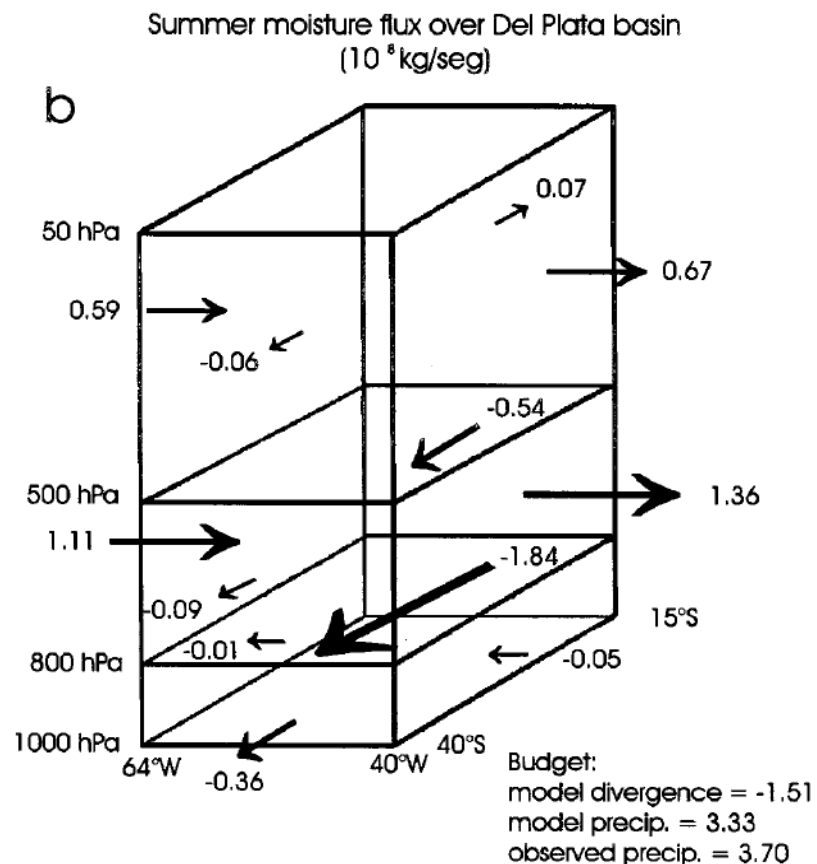 Summer moisture flux over Del Plata basin
(10 ⁸ kg/seg)
b
0.07
50 hPa
0.67
0.59
-0.06
-0.54
500 hPa
1.36
1.11
-1.84
-0.09
15°S
-0.01
-0.05
800 hPa
1000 hPa
40°S
64°W
40°W
-0.36
Budget:
model divergence = -1.51
model precip. = 3.33
observed precip. = 3.70